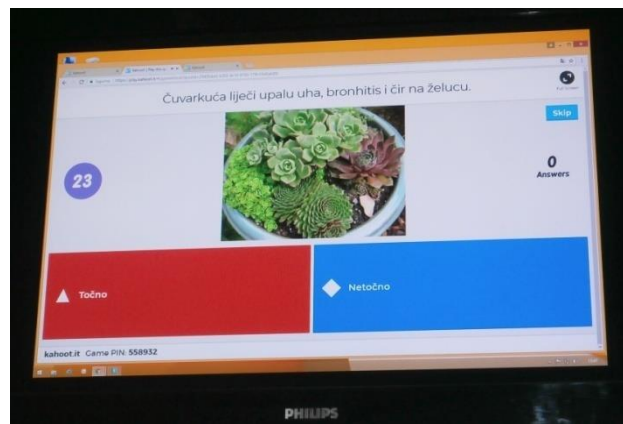 Čuvarkuća liječi upalu uha, bronhitis i čir na želucu.
Skip
23
0
Answers
Točno
Netočno
kahoot.it Game PIN: 558932
PHILIPS